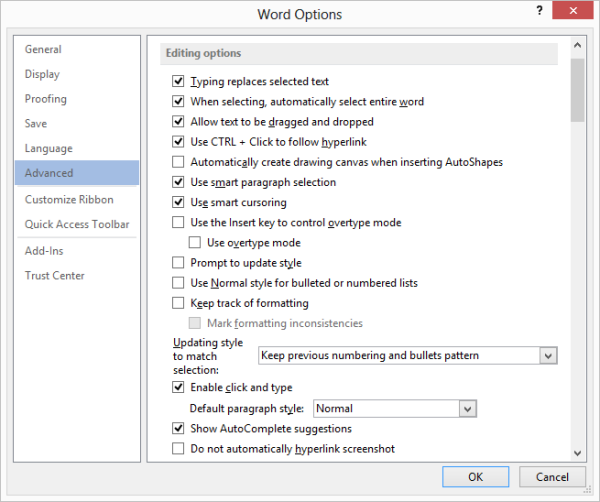 Word Options
?
General
Display
Proofing
Save
Language
Advanced
Customize Ribbon
Quick Access Toolbar
Add-Ins
Trust Center
Editing options
Typing replaces selected text
When selecting, automatically select entire word
Allow text to be dragged and dropped
Use CTRL + Click to follow hyperlink
Automatically create drawing canvas when inserting AutoShapes
Use smart paragraph selection
Use smart cursoring
Use the Insert key to control overtype mode
Use overtype mode
Prompt to update style
Use Normal style for bulleted or numbered lists
Keep track of formatting
Mark formatting inconsistencies
Updating style
to match
selection:
Keep previous numbering and bullets pattern
Enable click and type
Default paragraph style: Normal
Show AutoComplete suggestions
Do not automatically hyperlink screenshot
OK Cancel